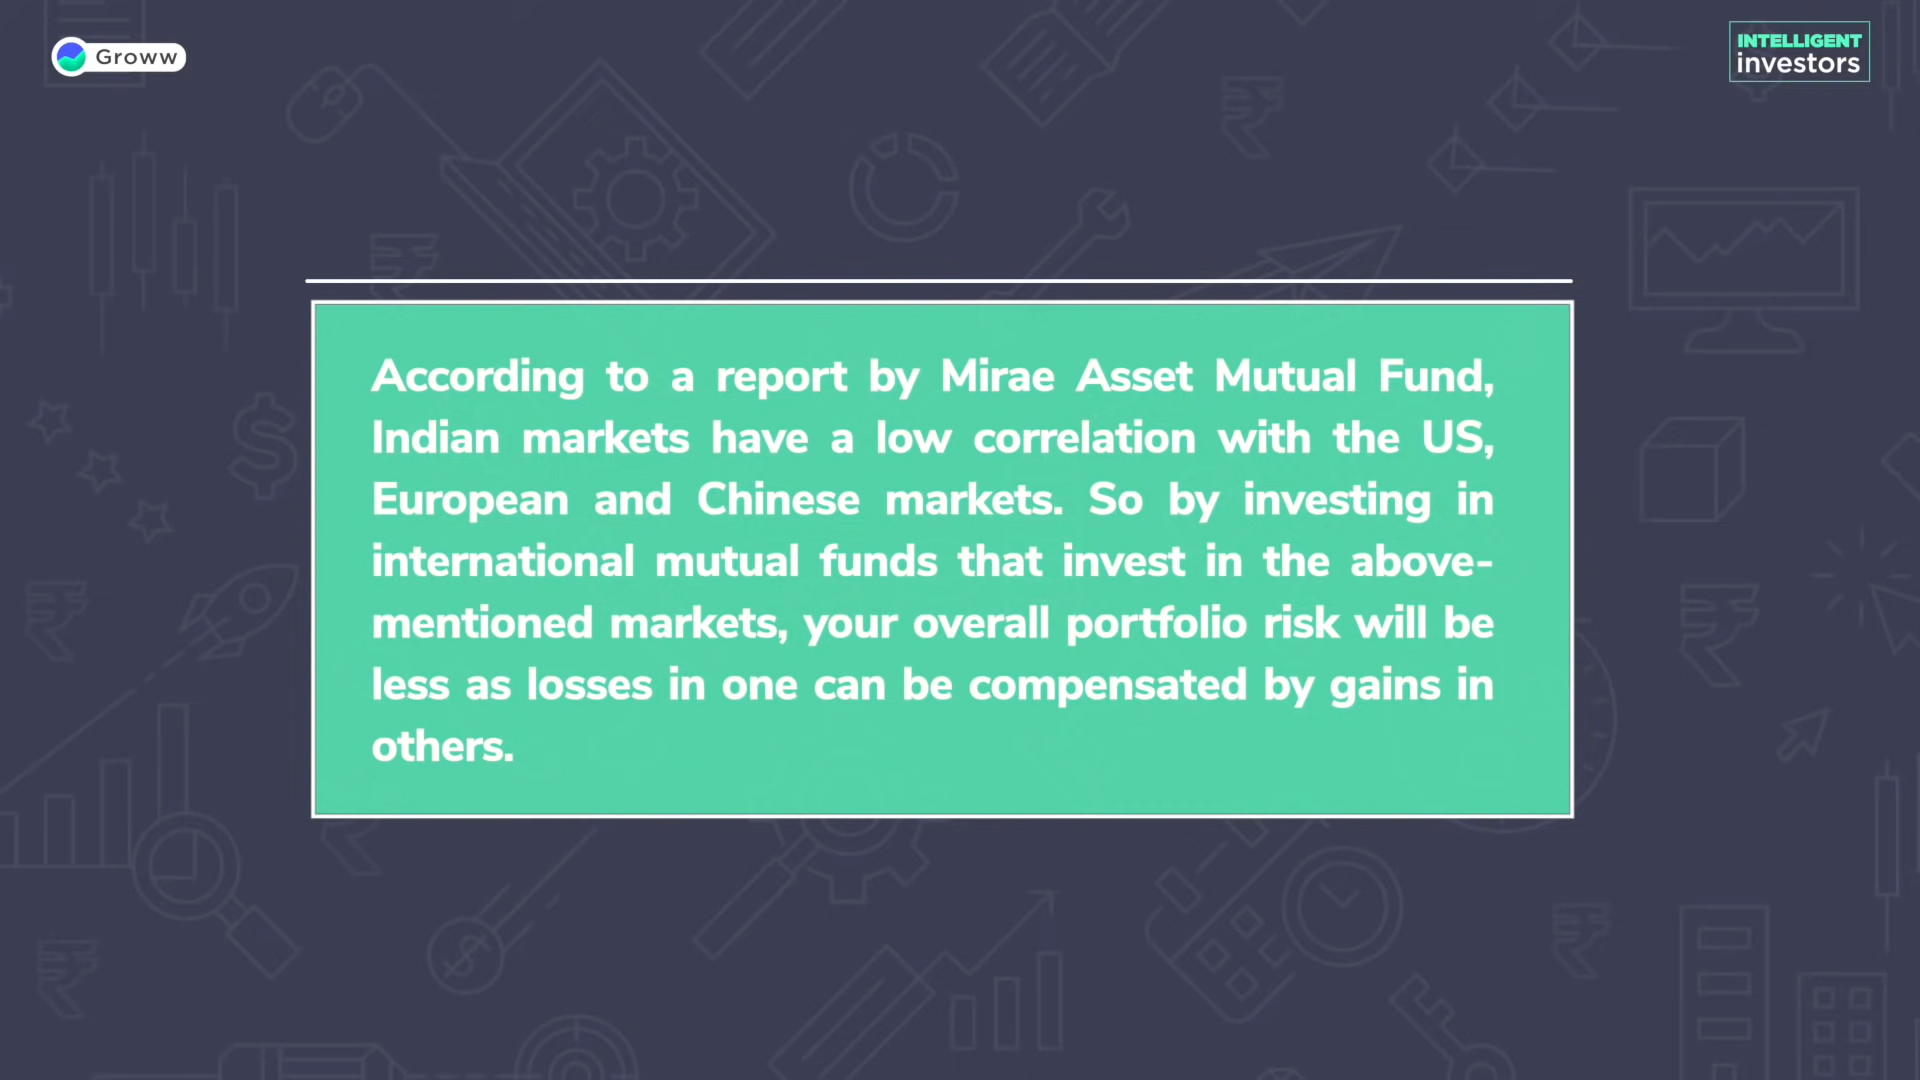 Groww
INTELLIGENT
investors
According to a report by Mirae Asset Mutual Fund,
Indian markets have a low correlation with the US,
European and Chinese markets. So by investing in
international mutual funds that invest in the above-
mentioned markets, your overall portfolio risk will be
less as losses in one can be compensated by gains in
others.